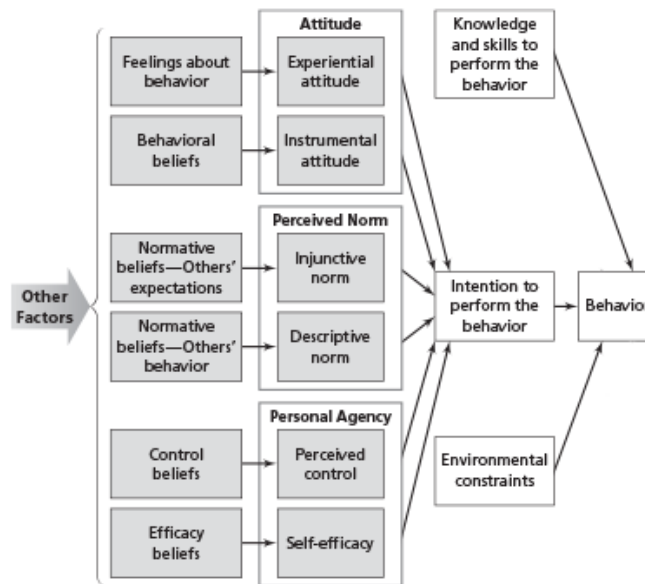 Attitude
Feelings about
behavior
Experiential
attitude
Behavioral
beliefs
Instrumental
attitude
Knowledge
and skills to
perform the
behavior
Perceived Norm
Normative
beliefs—Others'
expectations
Injunctive
norm
Normative
beliefs—Others'
behavior
Descriptive
norm
Other
Factors
Intention to
perform the
behavior
Behavior
Personal Agency
Control
beliefs
Perceived
control
Efficacy
beliefs
Self-efficacy
Environmental
constraints